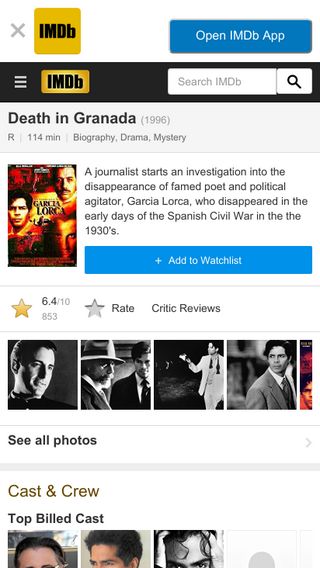 IMDb
Open IMDb App
IMDb
Search IMDb
Death in Granada (1996)
R | 114 min | Biography, Drama, Mystery
GARCIA
LORCA
A journalist starts an investigation into the
disappearance of famed poet and political
agitator, Garcia Lorca, who disappeared in the
early days of the Spanish Civil War in the the
1930's.
+ Add to Watchlist
6.4/10
853
Rate
Critic Reviews
See all photos
Cast & Crew
Top Billed Cast